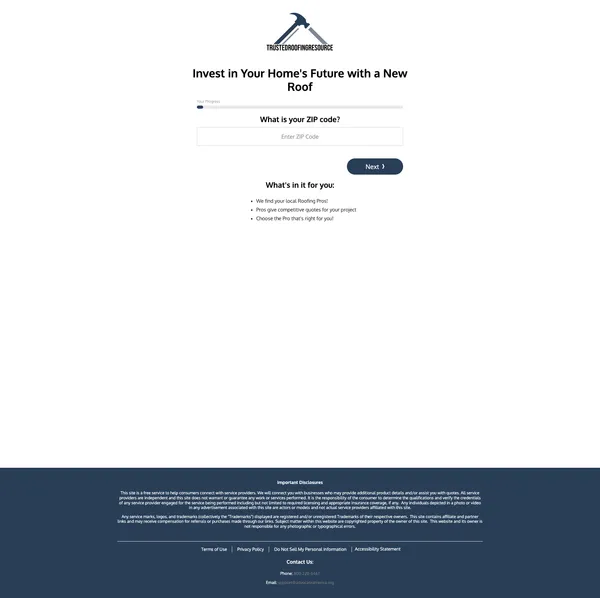 TRUSTEDROOFINGRESOURCE
Invest in Your Home's Future with a New
Roof
Your Progress
What is your ZIP code?
Enter ZIP Code
Next ❯
What's in it for you:
• We find your local Roofing Pros!
• Pros give competitive quotes for your project
• Choose the Pro that's right for you!
Important Disclosures
This site is a free service to help consumers connect with service providers. We will connect you with businesses who may provide additional product details and/or assist you with quotes. All service
providers are independent and this site does not warrant or guarantee any work or services performed. It is the responsibility of the consumer to determine the qualifications and verify the credentials
of any service provider engaged for the service being performed including but not limited to required licensing and appropriate insurance coverage, if any. Any individuals depicted in a photo or video
in any advertisement associated with this site are actors or models and not actual service providers affiliated with this site.
Any service marks, logos, and trademarks (collectively the "Trademarks") displayed are registered and/or unregistered Trademarks of their respective owners. This site contains affiliate and partner
links and may receive compensation for referrals or purchases made through our links. Subject matter within this website are copyrighted property of the owner of this site. This website and its owner is
not responsible for any photographic or typographical errors.
Terms of Use | Privacy Policy | Do Not Sell My Personal Information | Accessibility Statement
Contact Us:
Phone:
Email: